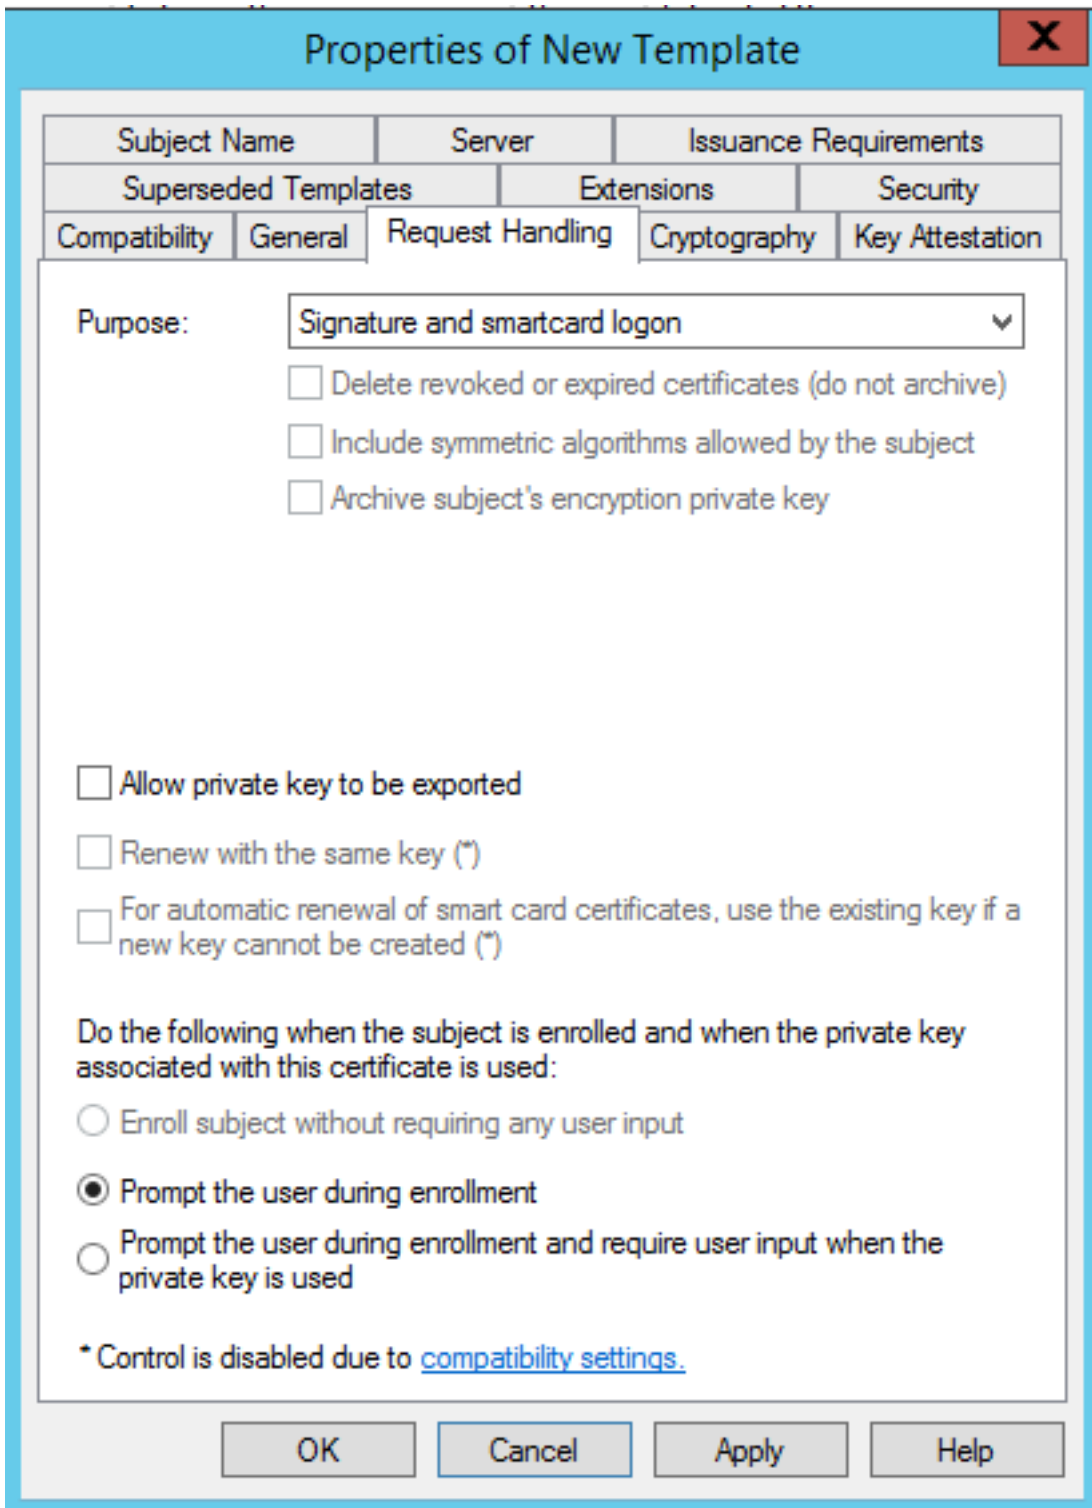 Properties of New Template
X
Subject Name
Server
Issuance Requirements
Superseded Templates
Extensions
Security
Compatibility
General
Request Handling
Cryptography
Key Attestation
Purpose:
Signature and smartcard logon
Delete revoked or expired certificates (do not archive)
Include symmetric algorithms allowed by the subject
Archive subject's encryption private key
Allow private key to be exported
Renew with the same key (*)
For automatic renewal of smart card certificates, use the existing key if a
new key cannot be created (*)
Do the following when the subject is enrolled and when the private key
associated with this certificate is used:
Enroll subject without requiring any user input
Prompt the user during enrollment
Prompt the user during enrollment and require user input when the
private key is used
* Control is disabled due to compatibility settings.
OK
Cancel
Apply
Help